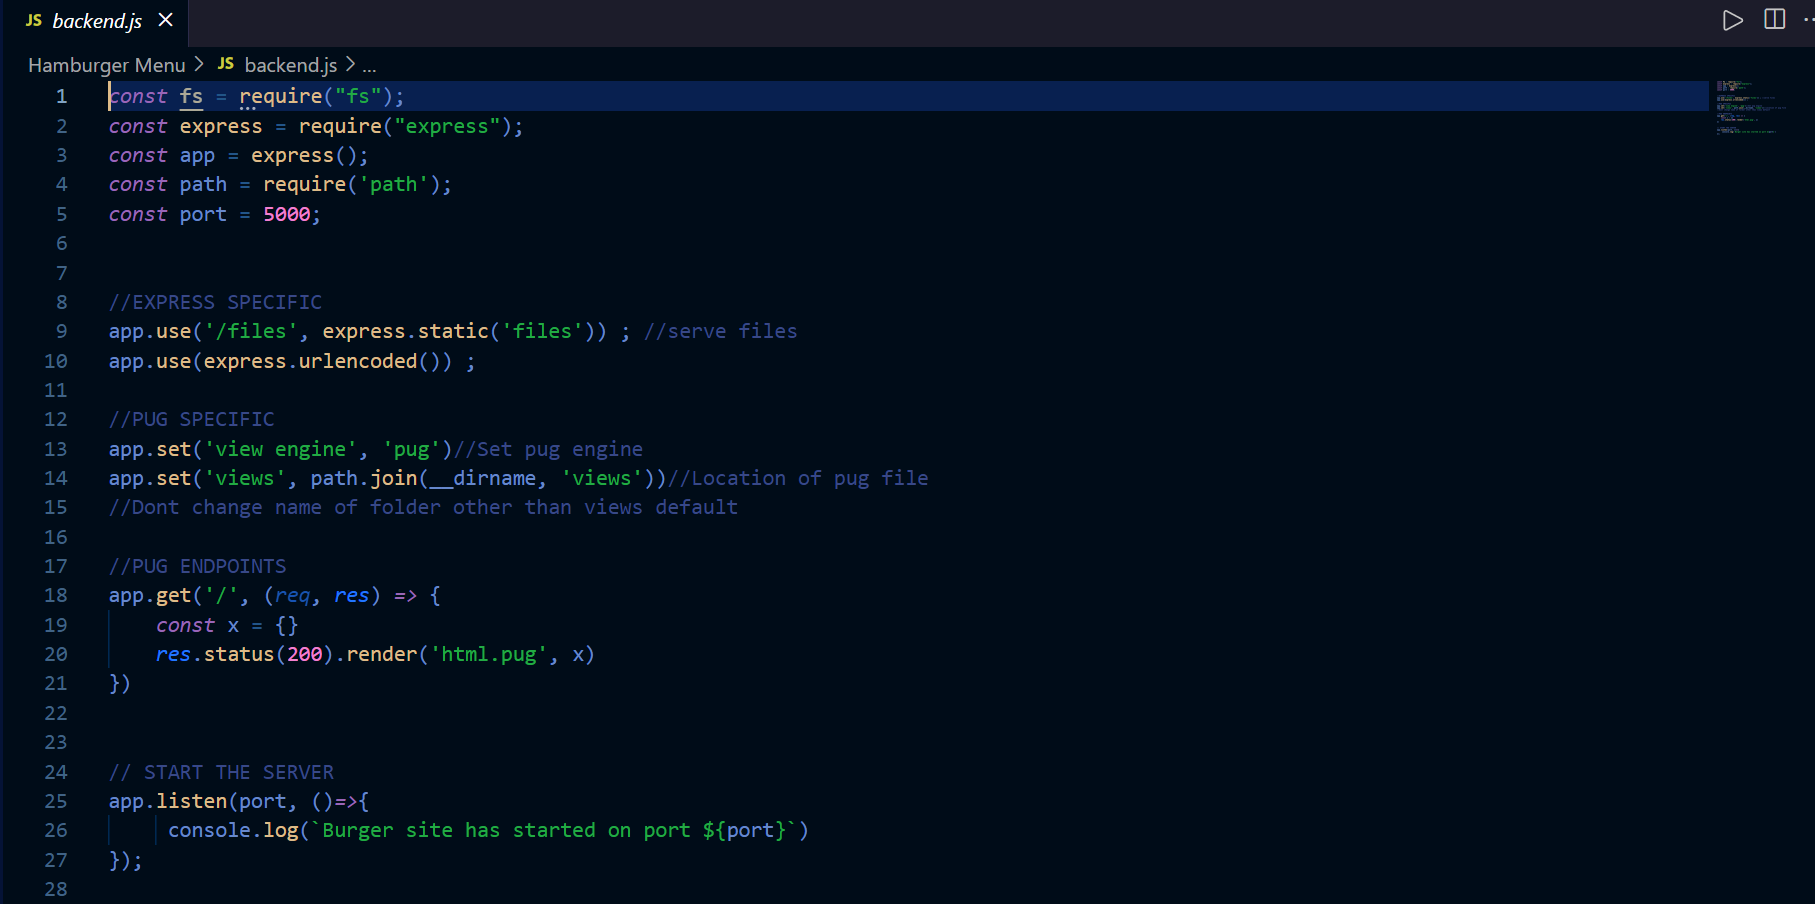 JS backend.js ×
Hamburger Menu > JS backend.js > ...
1 const fs = require("fs");
2 const express = require("express");
3 const app = express();
4 const path = require('path');
5 const port = 5000;
6
7
8 //EXPRESS SPECIFIC
9 app.use('/files', express.static('files')) ; //serve files
10 app.use(express.urlencoded()) ;
11
12 //PUG SPECIFIC
13 app.set('view engine', 'pug')//Set pug engine
14 app.set('views', path.join(__dirname, 'views'))//Location of pug file
15 //Dont change name of folder other than views default
16
17 //PUG ENDPOINTS
18 app.get('/', (req, res) => {
19     const x = {}
20     res.status(200).render('html.pug', x)
21 })
22
23
24 // START THE SERVER
25 app.listen(port, ()=>{
26      console.log(`Burger site has started on port ${port}`)
27 });
28